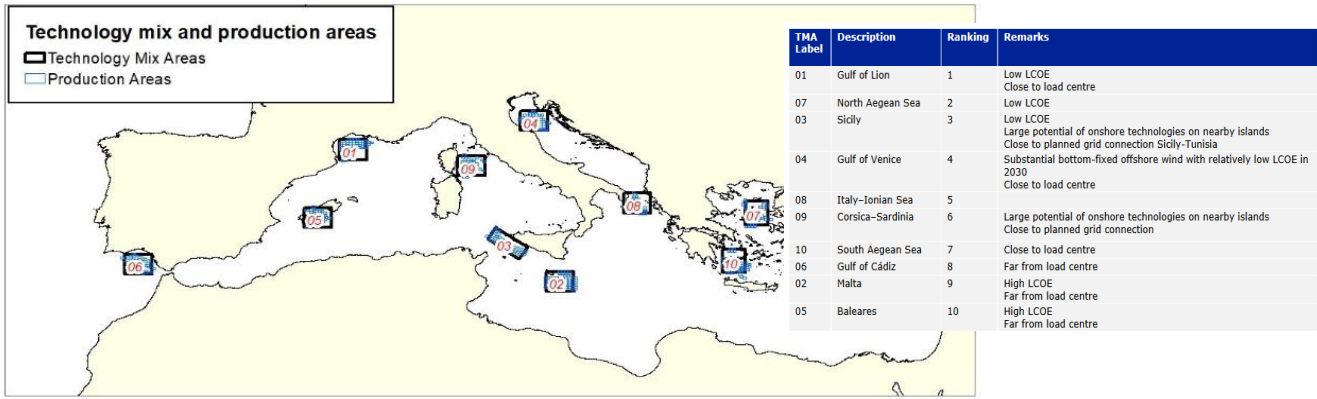 Technology mix and production areas
Technology Mix Areas
Production Areas
04
01
09
08
05
07
03
10
06
02
TMA Label Description Ranking Remarks
01 Gulf of Lion 1 Low LCOE
Close to load centre
07 North Aegean Sea 2 Low LCOE
03 Sicily 3 Low LCOE
Large potential of onshore technologies on nearby islands
Close to planned grid connection Sicily-Tunisia
04 Gulf of Venice 4 Substantial bottom-fixed offshore wind with relatively low LCOE in
2030
Close to load centre
08 Italy–Ionian Sea 5
09 Corsica–Sardinia 6 Large potential of onshore technologies on nearby islands
Close to planned grid connection
10 South Aegean Sea 7 Close to load centre
06 Gulf of Cádiz 8 Far from load centre
02 Malta 9 High LCOE
Far from load centre
05 Baleares 10 High LCOE
Far from load centre